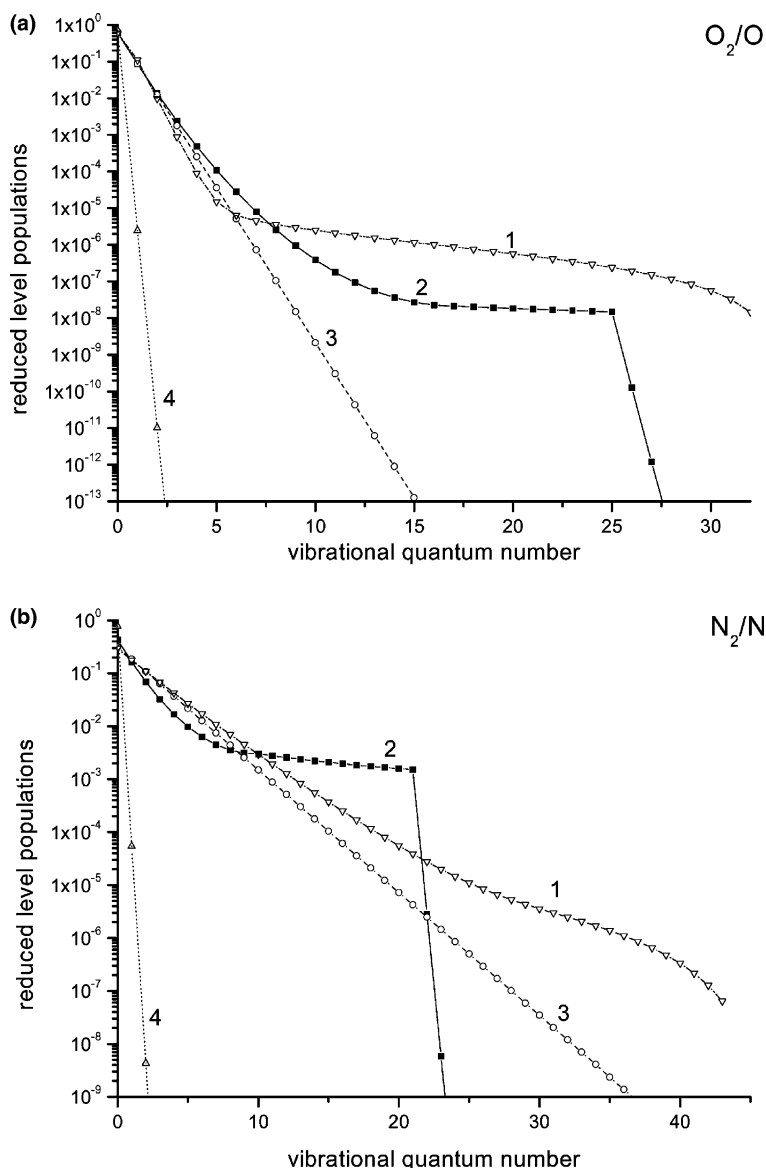 (a)
O2/O
1x10^0
1x10^-1
1x10^-2
1x10^-3
1x10^-4
1x10^-5
1x10^-6
1x10^-7
1x10^-8
1x10^-9
1x10^-10
10^-11
10^-12
10^-13
reduced level populations
1
2
3
4
0 5 10 15 20 25 30
vibrational quantum number
(b)
N2/N
10^0
10^-1
10^-2
10^-3
1x10^-4
1x10^-5
10^-6
10^-7
10^-8
10^-9
reduced level populations
2
1
3
4
0 10 20 30 40
vibrational quantum number